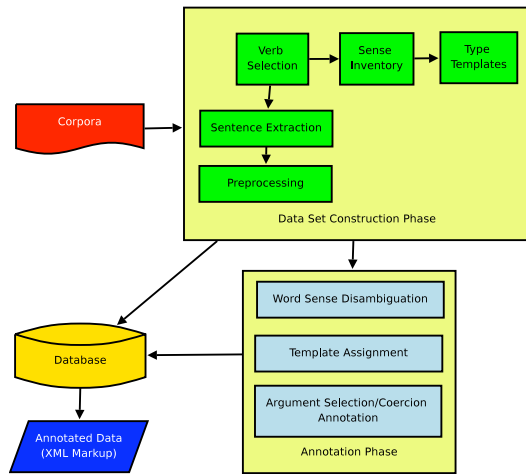 Verb
Selection
Sense
Inventory
Type
Templates
Corpora
Sentence Extraction
Preprocessing
Data Set Construction Phase
Word Sense Disambiguation
Template Assignment
Database
Argument Selection/Coercion
Annotation
Annotated Data
(XML Markup)
Annotation Phase